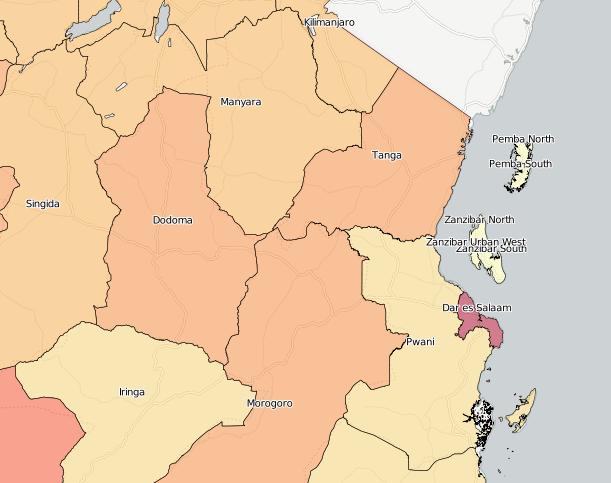 Kilimanjaro
Manyara
Pemba North
Tanga
Pemba South
Singida
Dodoma
Zanzibar North
Zanzibar Urban West
Zanzibar South
Dar es Salaam
Pwani
Iringa
Morogoro